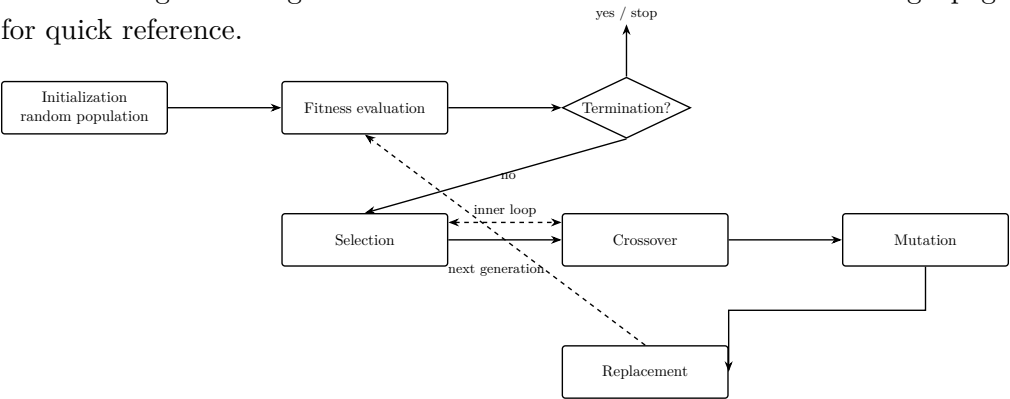 for quick reference.
yes / stop
Initialization
random population
Fitness evaluation
Termination?
no
inner loop
Selection
Crossover
Mutation
next generation
Replacement